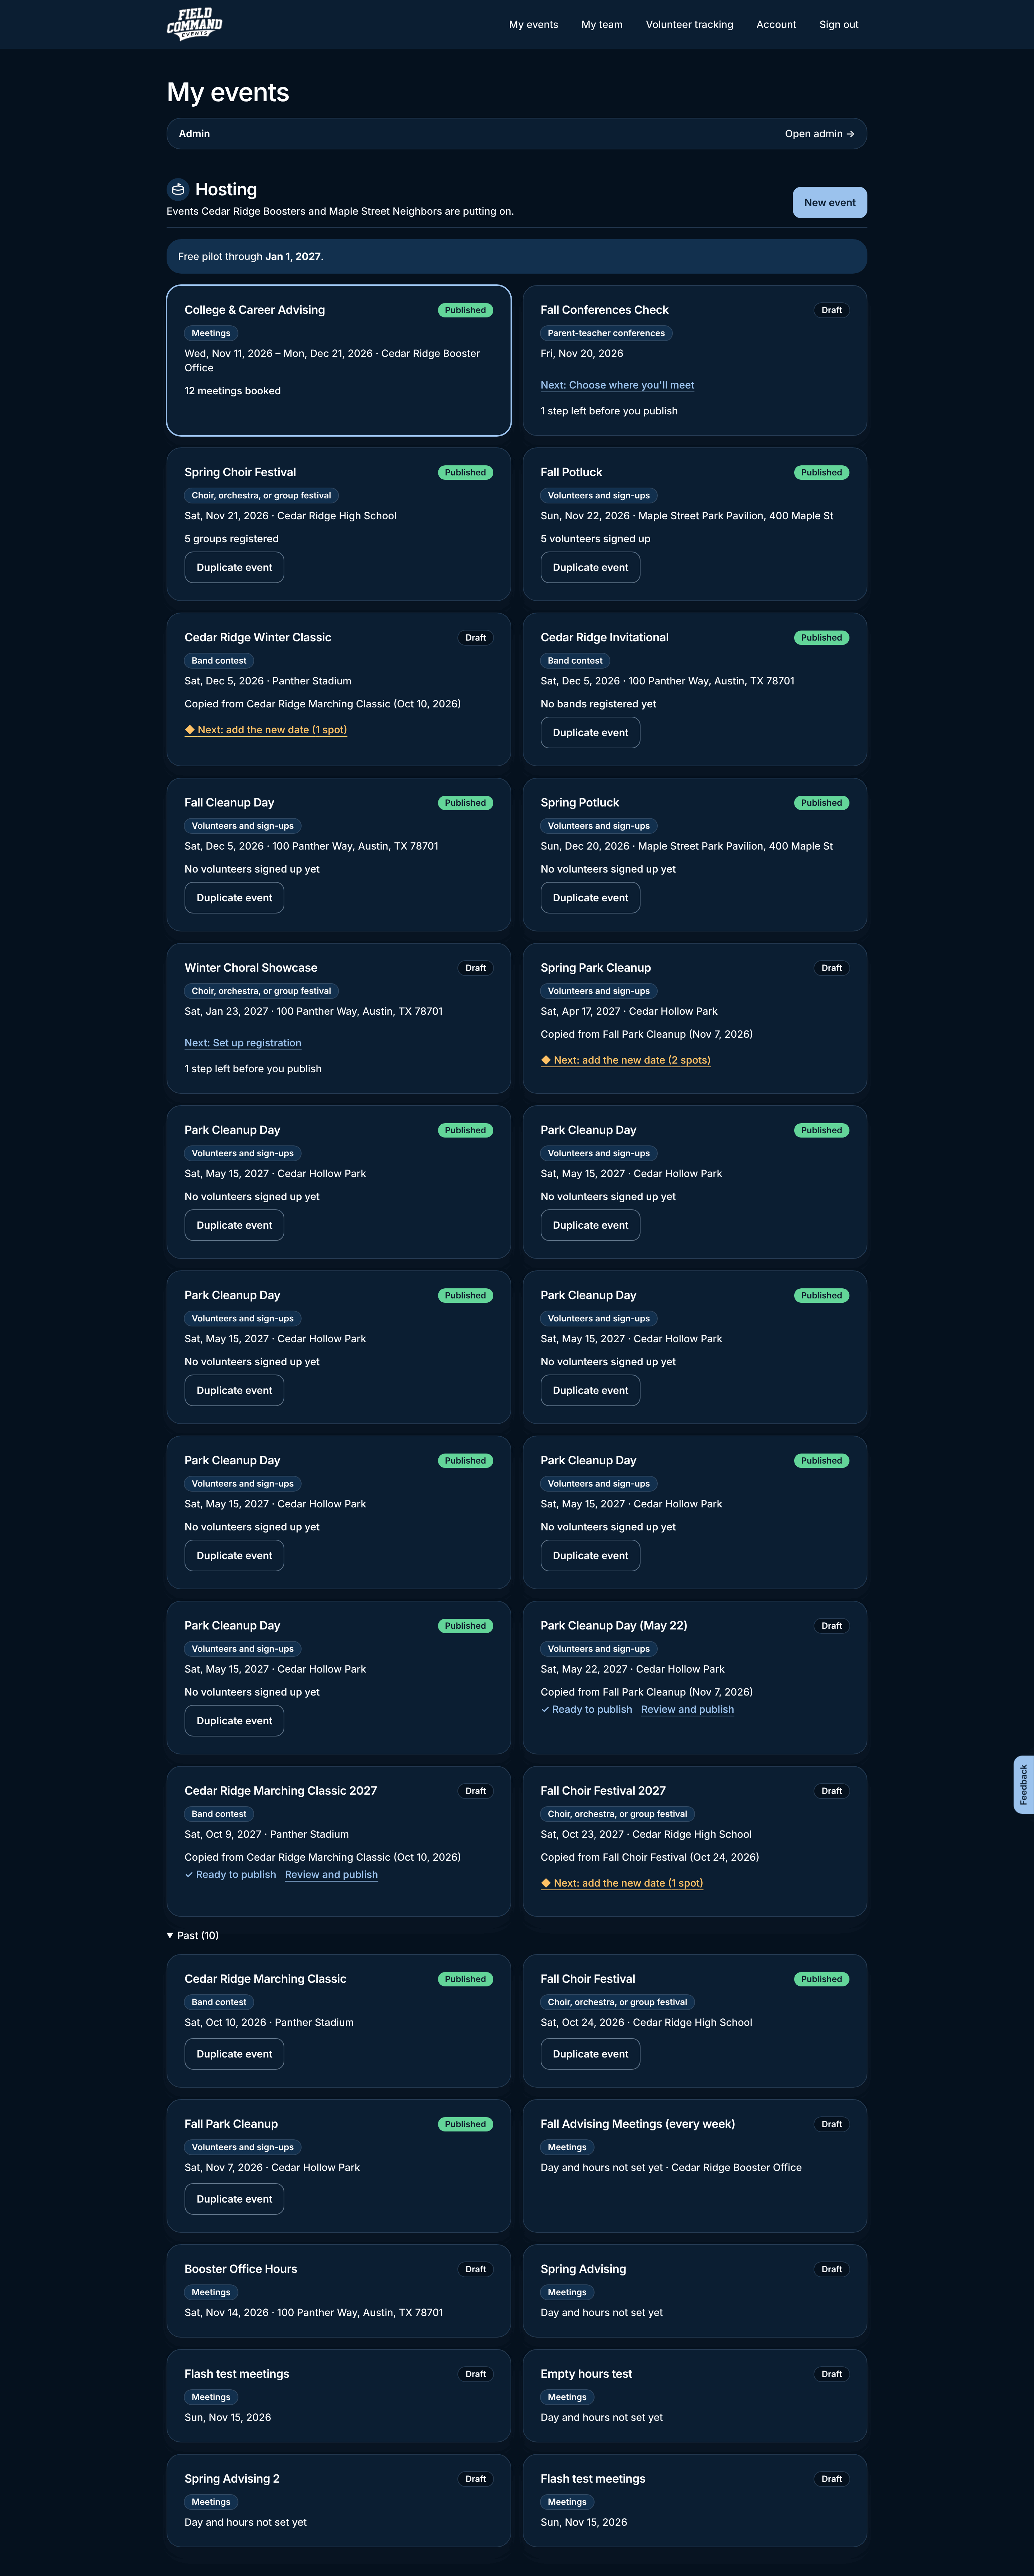 FIELD COMMAND EVENTS
My events
My team
Volunteer tracking
Account
Sign out
My events
Admin
Open admin →
Hosting
Events Cedar Ridge Boosters and Maple Street Neighbors are putting on.
New event
Free pilot through Jan 1, 2027.
College & Career Advising
Published
Meetings
Wed, Nov 11, 2026 – Mon, Dec 21, 2026 · Cedar Ridge Booster
Office
12 meetings booked
Fall Conferences Check
Draft
Parent-teacher conferences
Fri, Nov 20, 2026
Next: Choose where you'll meet
1 step left before you publish
Spring Choir Festival
Published
Choir, orchestra, or group festival
Sat, Nov 21, 2026 · Cedar Ridge High School
5 groups registered
Duplicate event
Fall Potluck
Published
Volunteers and sign-ups
Sun, Nov 22, 2026 · Maple Street Park Pavilion, 400 Maple St
5 volunteers signed up
Duplicate event
Cedar Ridge Winter Classic
Draft
Band contest
Sat, Dec 5, 2026 · Panther Stadium
Copied from Cedar Ridge Marching Classic (Oct 10, 2026)
◆ Next: add the new date (1 spot)
Cedar Ridge Invitational
Published
Band contest
Sat, Dec 5, 2026 · 100 Panther Way, Austin, TX 78701
No bands registered yet
Duplicate event
Fall Cleanup Day
Published
Volunteers and sign-ups
Sat, Dec 5, 2026 · 100 Panther Way, Austin, TX 78701
No volunteers signed up yet
Duplicate event
Spring Potluck
Published
Volunteers and sign-ups
Sun, Dec 20, 2026 · Maple Street Park Pavilion, 400 Maple St
No volunteers signed up yet
Duplicate event
Winter Choral Showcase
Draft
Choir, orchestra, or group festival
Sat, Jan 23, 2027 · 100 Panther Way, Austin, TX 78701
Next: Set up registration
1 step left before you publish
Spring Park Cleanup
Draft
Volunteers and sign-ups
Sat, Apr 17, 2027 · Cedar Hollow Park
Copied from Fall Park Cleanup (Nov 7, 2026)
◆ Next: add the new date (2 spots)
Park Cleanup Day
Published
Volunteers and sign-ups
Sat, May 15, 2027 · Cedar Hollow Park
No volunteers signed up yet
Duplicate event
Park Cleanup Day
Published
Volunteers and sign-ups
Sat, May 15, 2027 · Cedar Hollow Park
No volunteers signed up yet
Duplicate event
Park Cleanup Day
Published
Volunteers and sign-ups
Sat, May 15, 2027 · Cedar Hollow Park
No volunteers signed up yet
Duplicate event
Park Cleanup Day
Published
Volunteers and sign-ups
Sat, May 15, 2027 · Cedar Hollow Park
No volunteers signed up yet
Duplicate event
Park Cleanup Day
Published
Volunteers and sign-ups
Sat, May 15, 2027 · Cedar Hollow Park
No volunteers signed up yet
Duplicate event
Park Cleanup Day
Published
Volunteers and sign-ups
Sat, May 15, 2027 · Cedar Hollow Park
No volunteers signed up yet
Duplicate event
Park Cleanup Day
Published
Volunteers and sign-ups
Sat, May 15, 2027 · Cedar Hollow Park
No volunteers signed up yet
Duplicate event
Park Cleanup Day (May 22)
Draft
Volunteers and sign-ups
Sat, May 22, 2027 · Cedar Hollow Park
Copied from Fall Park Cleanup (Nov 7, 2026)
✓ Ready to publish Review and publish
Feedback
Cedar Ridge Marching Classic 2027
Draft
Band contest
Sat, Oct 9, 2027 · Panther Stadium
Copied from Cedar Ridge Marching Classic (Oct 10, 2026)
✓ Ready to publish Review and publish
Fall Choir Festival 2027
Draft
Choir, orchestra, or group festival
Sat, Oct 23, 2027 · Cedar Ridge High School
Copied from Fall Choir Festival (Oct 24, 2026)
◆ Next: add the new date (1 spot)
▼ Past (10)
Cedar Ridge Marching Classic
Published
Band contest
Sat, Oct 10, 2026 · Panther Stadium
Duplicate event
Fall Choir Festival
Published
Choir, orchestra, or group festival
Sat, Oct 24, 2026 · Cedar Ridge High School
Duplicate event
Fall Park Cleanup
Published
Volunteers and sign-ups
Sat, Nov 7, 2026 · Cedar Hollow Park
Duplicate event
Fall Advising Meetings (every week)
Draft
Meetings
Day and hours not set yet · Cedar Ridge Booster Office
Booster Office Hours
Draft
Meetings
Sat, Nov 14, 2026 · 100 Panther Way, Austin, TX 78701
Spring Advising
Draft
Meetings
Day and hours not set yet
Flash test meetings
Draft
Meetings
Sun, Nov 15, 2026
Empty hours test
Draft
Meetings
Day and hours not set yet
Spring Advising 2
Draft
Meetings
Day and hours not set yet
Flash test meetings
Draft
Meetings
Sun, Nov 15, 2026